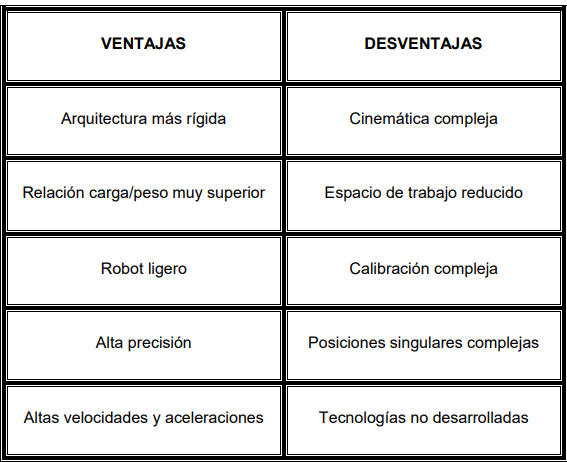 VENTAJAS
DESVENTAJAS
Arquitectura más rígida
Cinemática compleja
Relación carga/peso muy superior
Espacio de trabajo reducido
Robot ligero
Calibración compleja
Alta precisión
Posiciones singulares complejas
Altas velocidades y aceleraciones
Tecnologías no desarrolladas